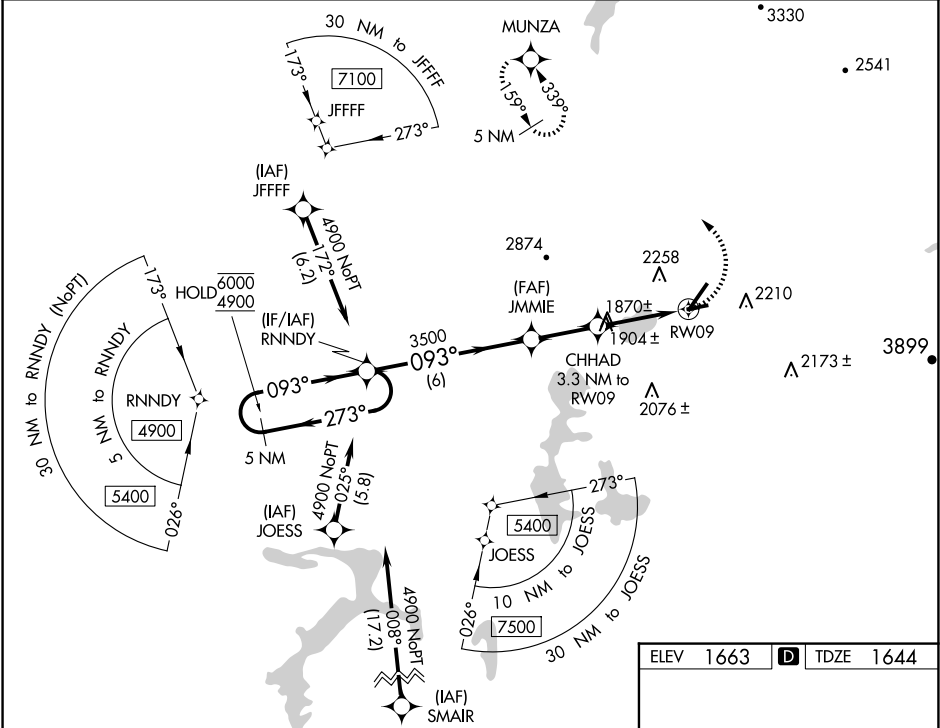 3330
2541
30 NM to JFFFF
173°
7100
JFFFF
273°
MUNZA
159°
339°
5 NM
(IAF)
JFFFF
4900 NoPT
172°
(6.2)
2874
2258
2210
HOLD 6000
4900
(IF/IAF)
RNNDY
3500
093°
(6)
(FAF)
JMMIE
1870±
1904±
RW09
CHHAD
3.3 NM to
RW09
3899
2173±
2076±
30 NM to RNNDY (NoPT)
173°
5 NM to RNNDY
RNNDY
4900
5400
026°
093°
273°
5 NM
4900 NoPT
025°
(5.8)
(IAF)
JOESS
273°
5400
JOESS
10 NM to JOESS
026°
7500
30 NM to JOESS
4900 NoPT
008°
(17.2)
(IAF)
SMAIR
ELEV 1663 D TDZE 1644